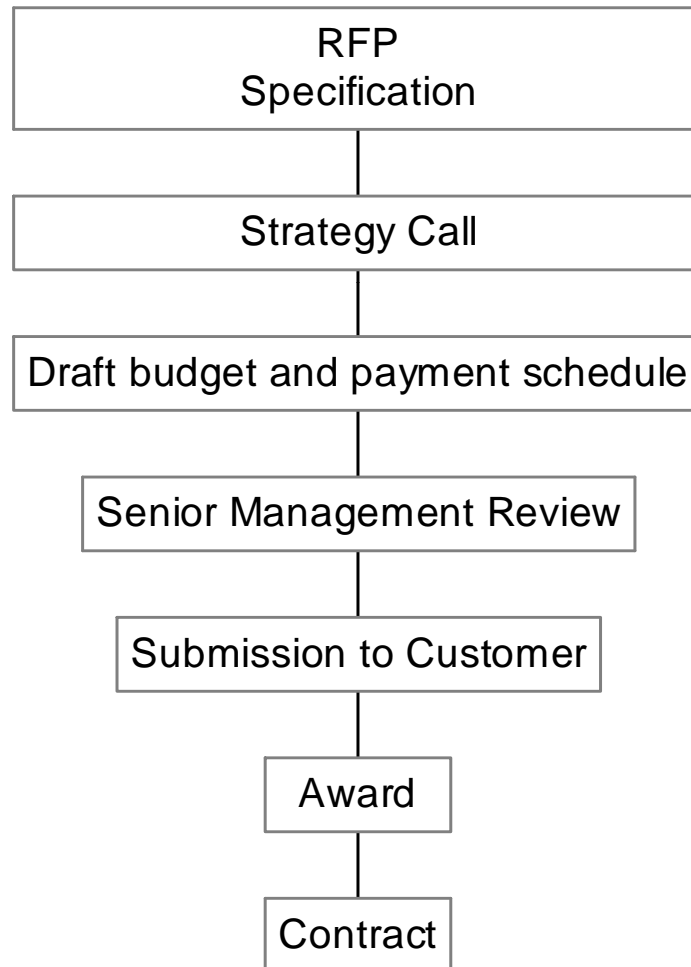 RFP
Specification
Strategy Call
Draft budget and payment schedule
Senior Management Review
Submission to Customer
Award
Contract